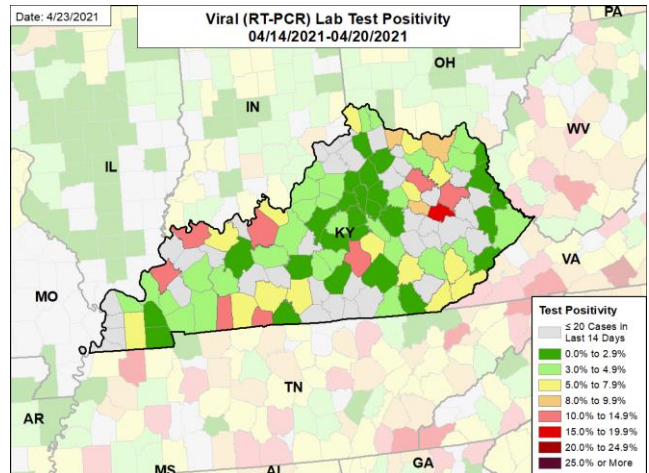 Date: 4/23/2021
Viral (RT-PCR) Lab Test Positivity
04/14/2021-04/20/2021
PA
OH
IN
WV
IL
KY
VA
MO
TN
AR
MS
AL
GA
Test Positivity
≤ 20 Cases in
Last 14 Days
0.0% to 2.9%
3.0% to 4.9%
5.0% to 7.9%
8.0% to 9.9%
10.0% to 14.9%
15.0% to 19.9%
20.0% to 24.9%
25.0% or More